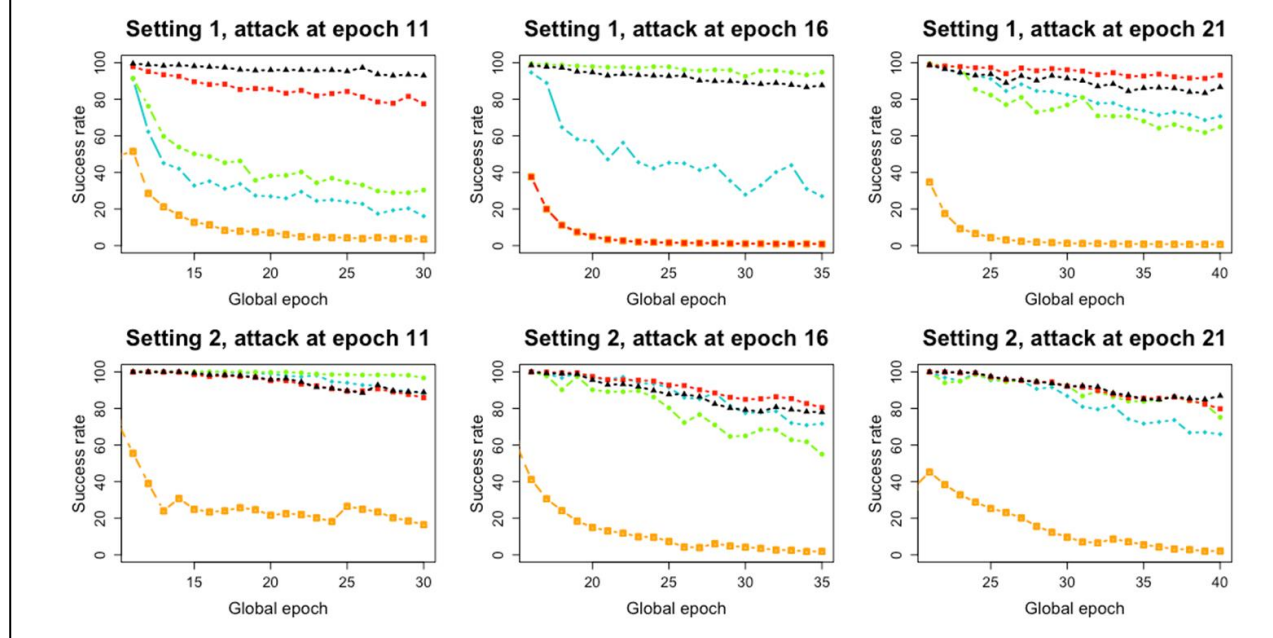 Setting 1, attack at epoch 11
Success rate
100
80
60
40
20
0
15 20 25 30
Global epoch
Setting 1, attack at epoch 16
Success rate
100
80
60
40
20
0
20 25 30 35
Global epoch
Setting 1, attack at epoch 21
Success rate
100
80
60
40
20
0
25 30 35 40
Global epoch
Setting 2, attack at epoch 11
Success rate
100
80
60
40
20
0
15 20 25 30
Global epoch
Setting 2, attack at epoch 16
Success rate
100
80
60
40
20
0
20 25 30 35
Global epoch
Setting 2, attack at epoch 21
Success rate
100
80
60
40
20
0
25 30 35 40
Global epoch